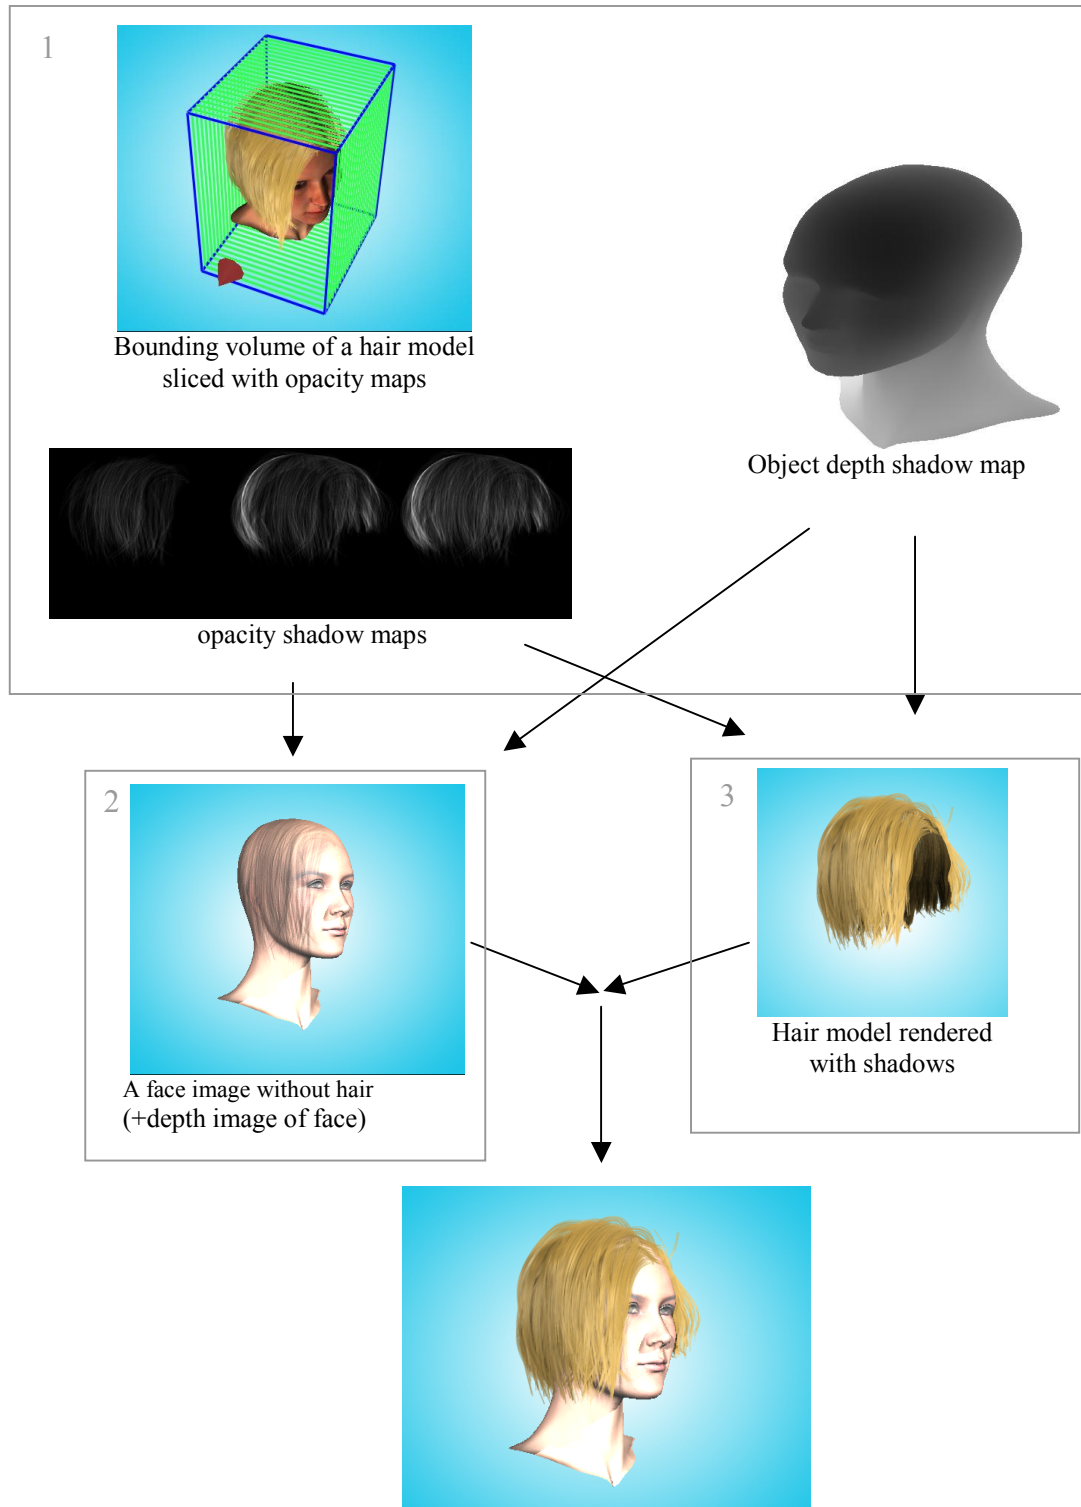 1
Bounding volume of a hair model
sliced with opacity maps
Object depth shadow map
opacity shadow maps
2
A face image without hair
(+depth image of face)
3
Hair model rendered
with shadows